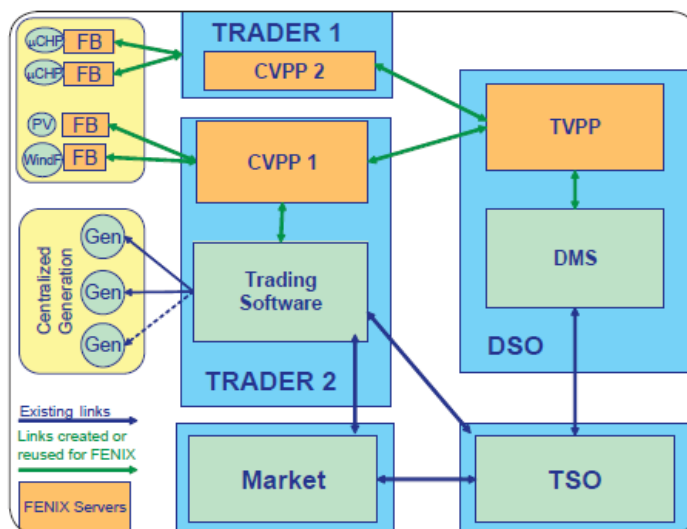 TRADER 1
μCHP FB
μCHP FB
CVPP 2
PV FB
WindF FB
CVPP 1
TVPP
Centralized
Generation
Gen
Gen
Gen
Trading
Software
DMS
DSO
TRADER 2
Existing links
Links created or
reused for FENIX
FENIX Servers
Market
TSO